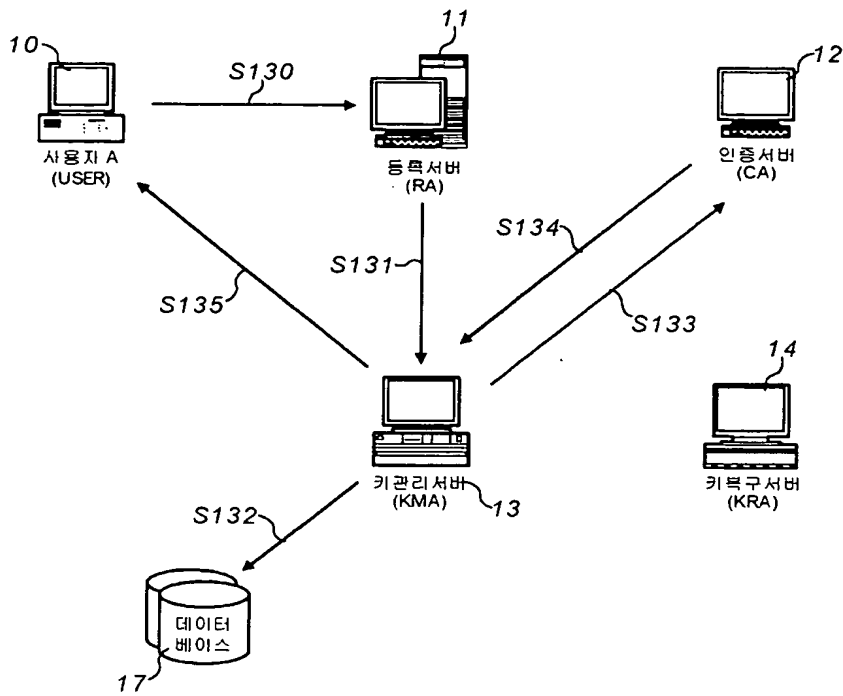 10
S130
11
12
사용자 A
(USER)
등록서버
(RA)
인증서버
(CA)
S134
S131
S135
S133
14
키관리서버
(KMA)
13
키복구서버
(KRA)
S132
데이터
베이스
17